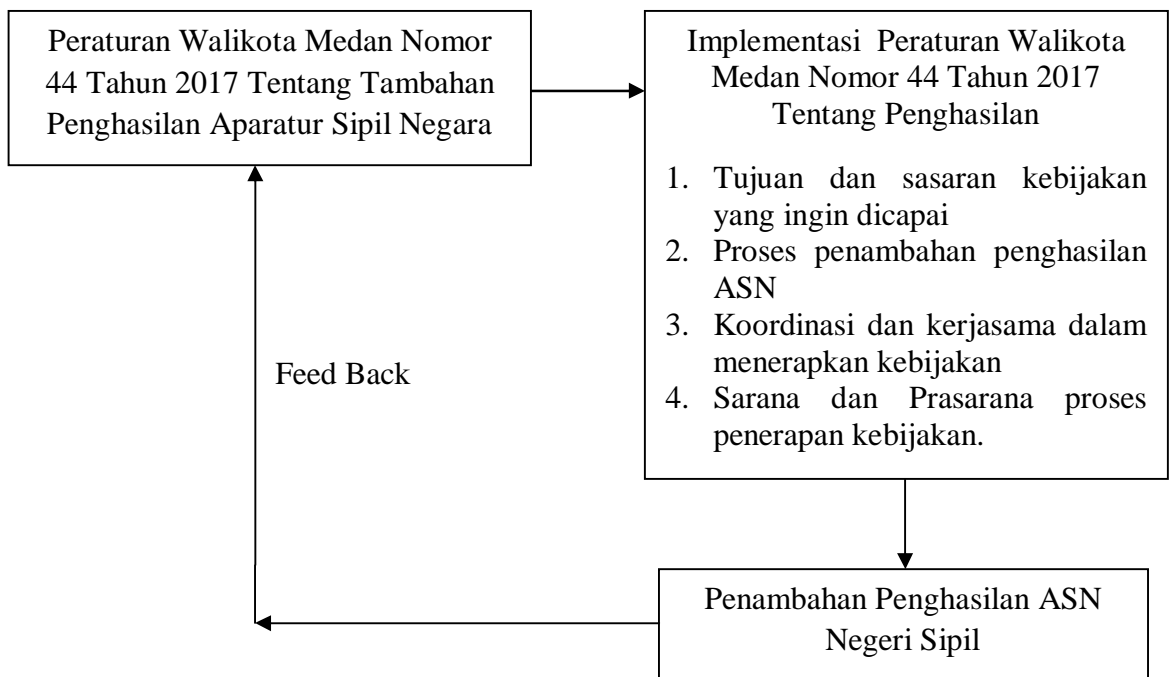 Peraturan Walikota Medan Nomor
44 Tahun 2017 Tentang Tambahan
Penghasilan Aparatur Sipil Negara
Implementasi Peraturan Walikota
Medan Nomor 44 Tahun 2017
Tentang Penghasilan
1. Tujuan dan sasaran kebijakan
yang ingin dicapai
2. Proses penambahan penghasilan
ASN
3. Koordinasi dan kerjasama dalam
menerapkan kebijakan
4. Sarana dan Prasarana proses
penerapan kebijakan.
Feed Back
Penambahan Penghasilan ASN
Negeri Sipil